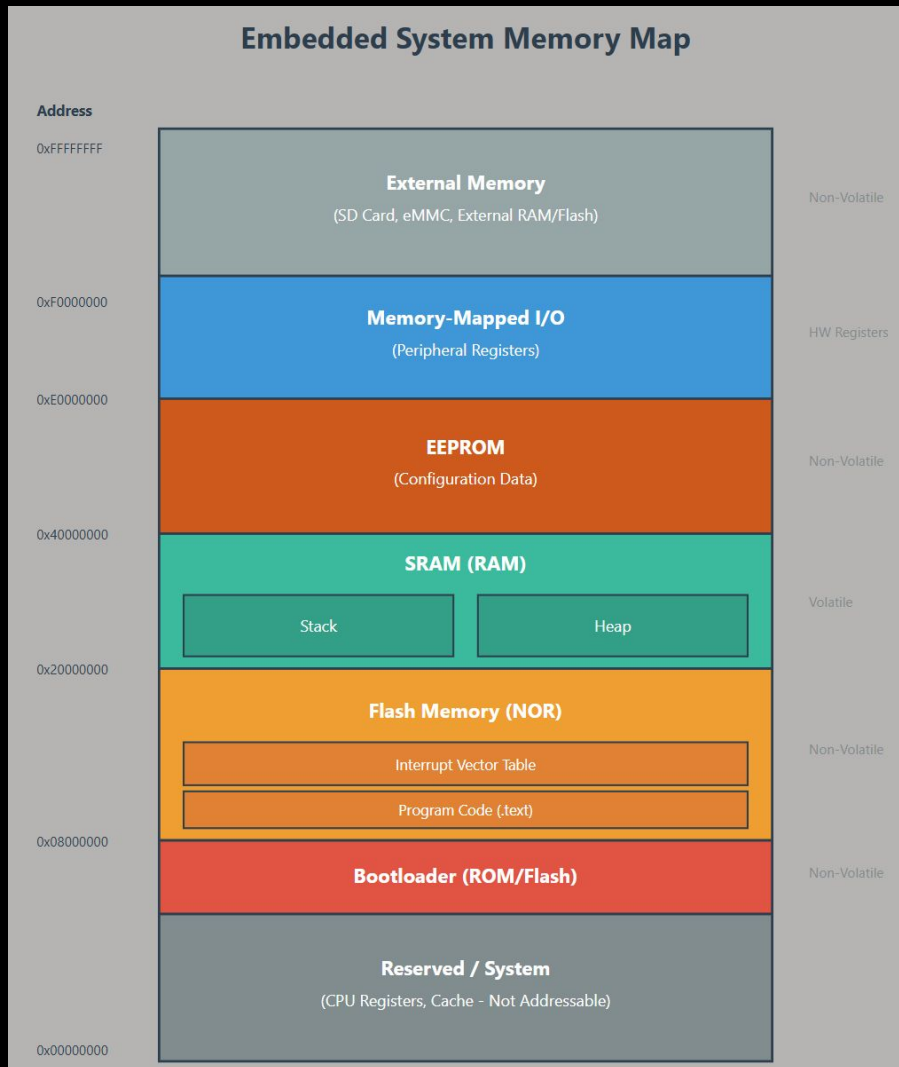 Embedded System Memory Map
Address
0xFFFFFFFF
External Memory
(SD Card, eMMC, External RAM/Flash)
Non-Volatile
0xF0000000
Memory-Mapped I/O
(Peripheral Registers)
HW Registers
0xE0000000
EEPROM
(Configuration Data)
Non-Volatile
0x40000000
SRAM (RAM)
Stack
Heap
Volatile
0x20000000
Flash Memory (NOR)
Interrupt Vector Table
Non-Volatile
Program Code (.text)
0x08000000
Bootloader (ROM/Flash)
Non-Volatile
Reserved / System
(CPU Registers, Cache - Not Addressable)
0x00000000